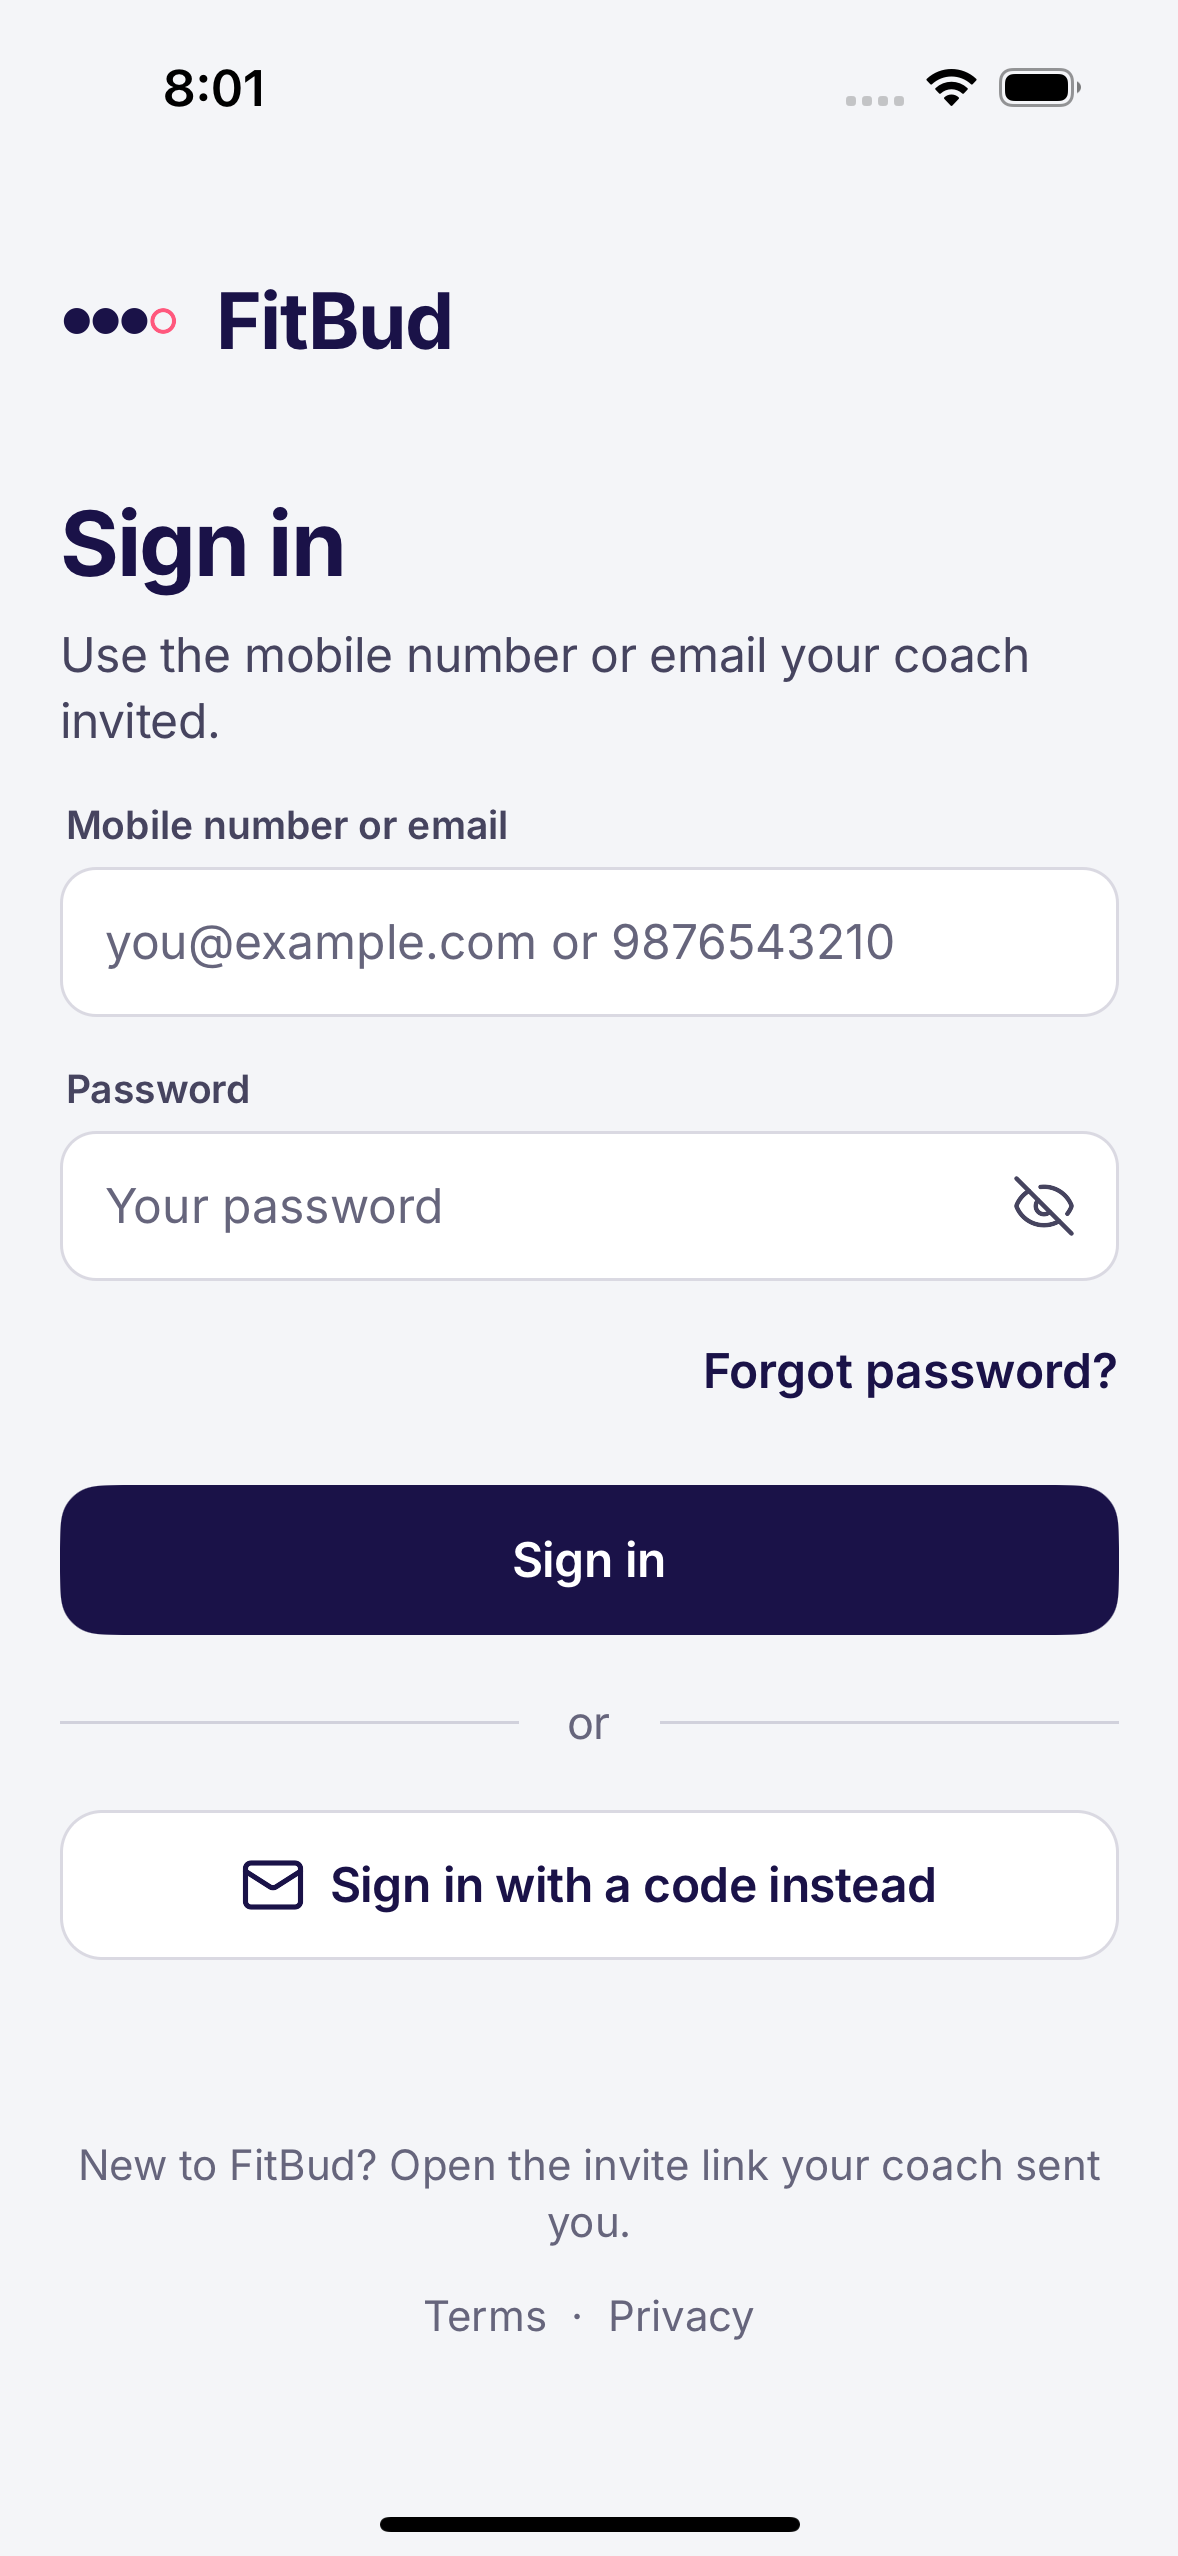 8:01
FitBud
Sign in
Use the mobile number or email your coach
invited.
Mobile number or email
you@example.com or 9876543210
Password
Your password
Forgot password?
Sign in
or
Sign in with a code instead
New to FitBud? Open the invite link your coach sent
you.
Terms · Privacy